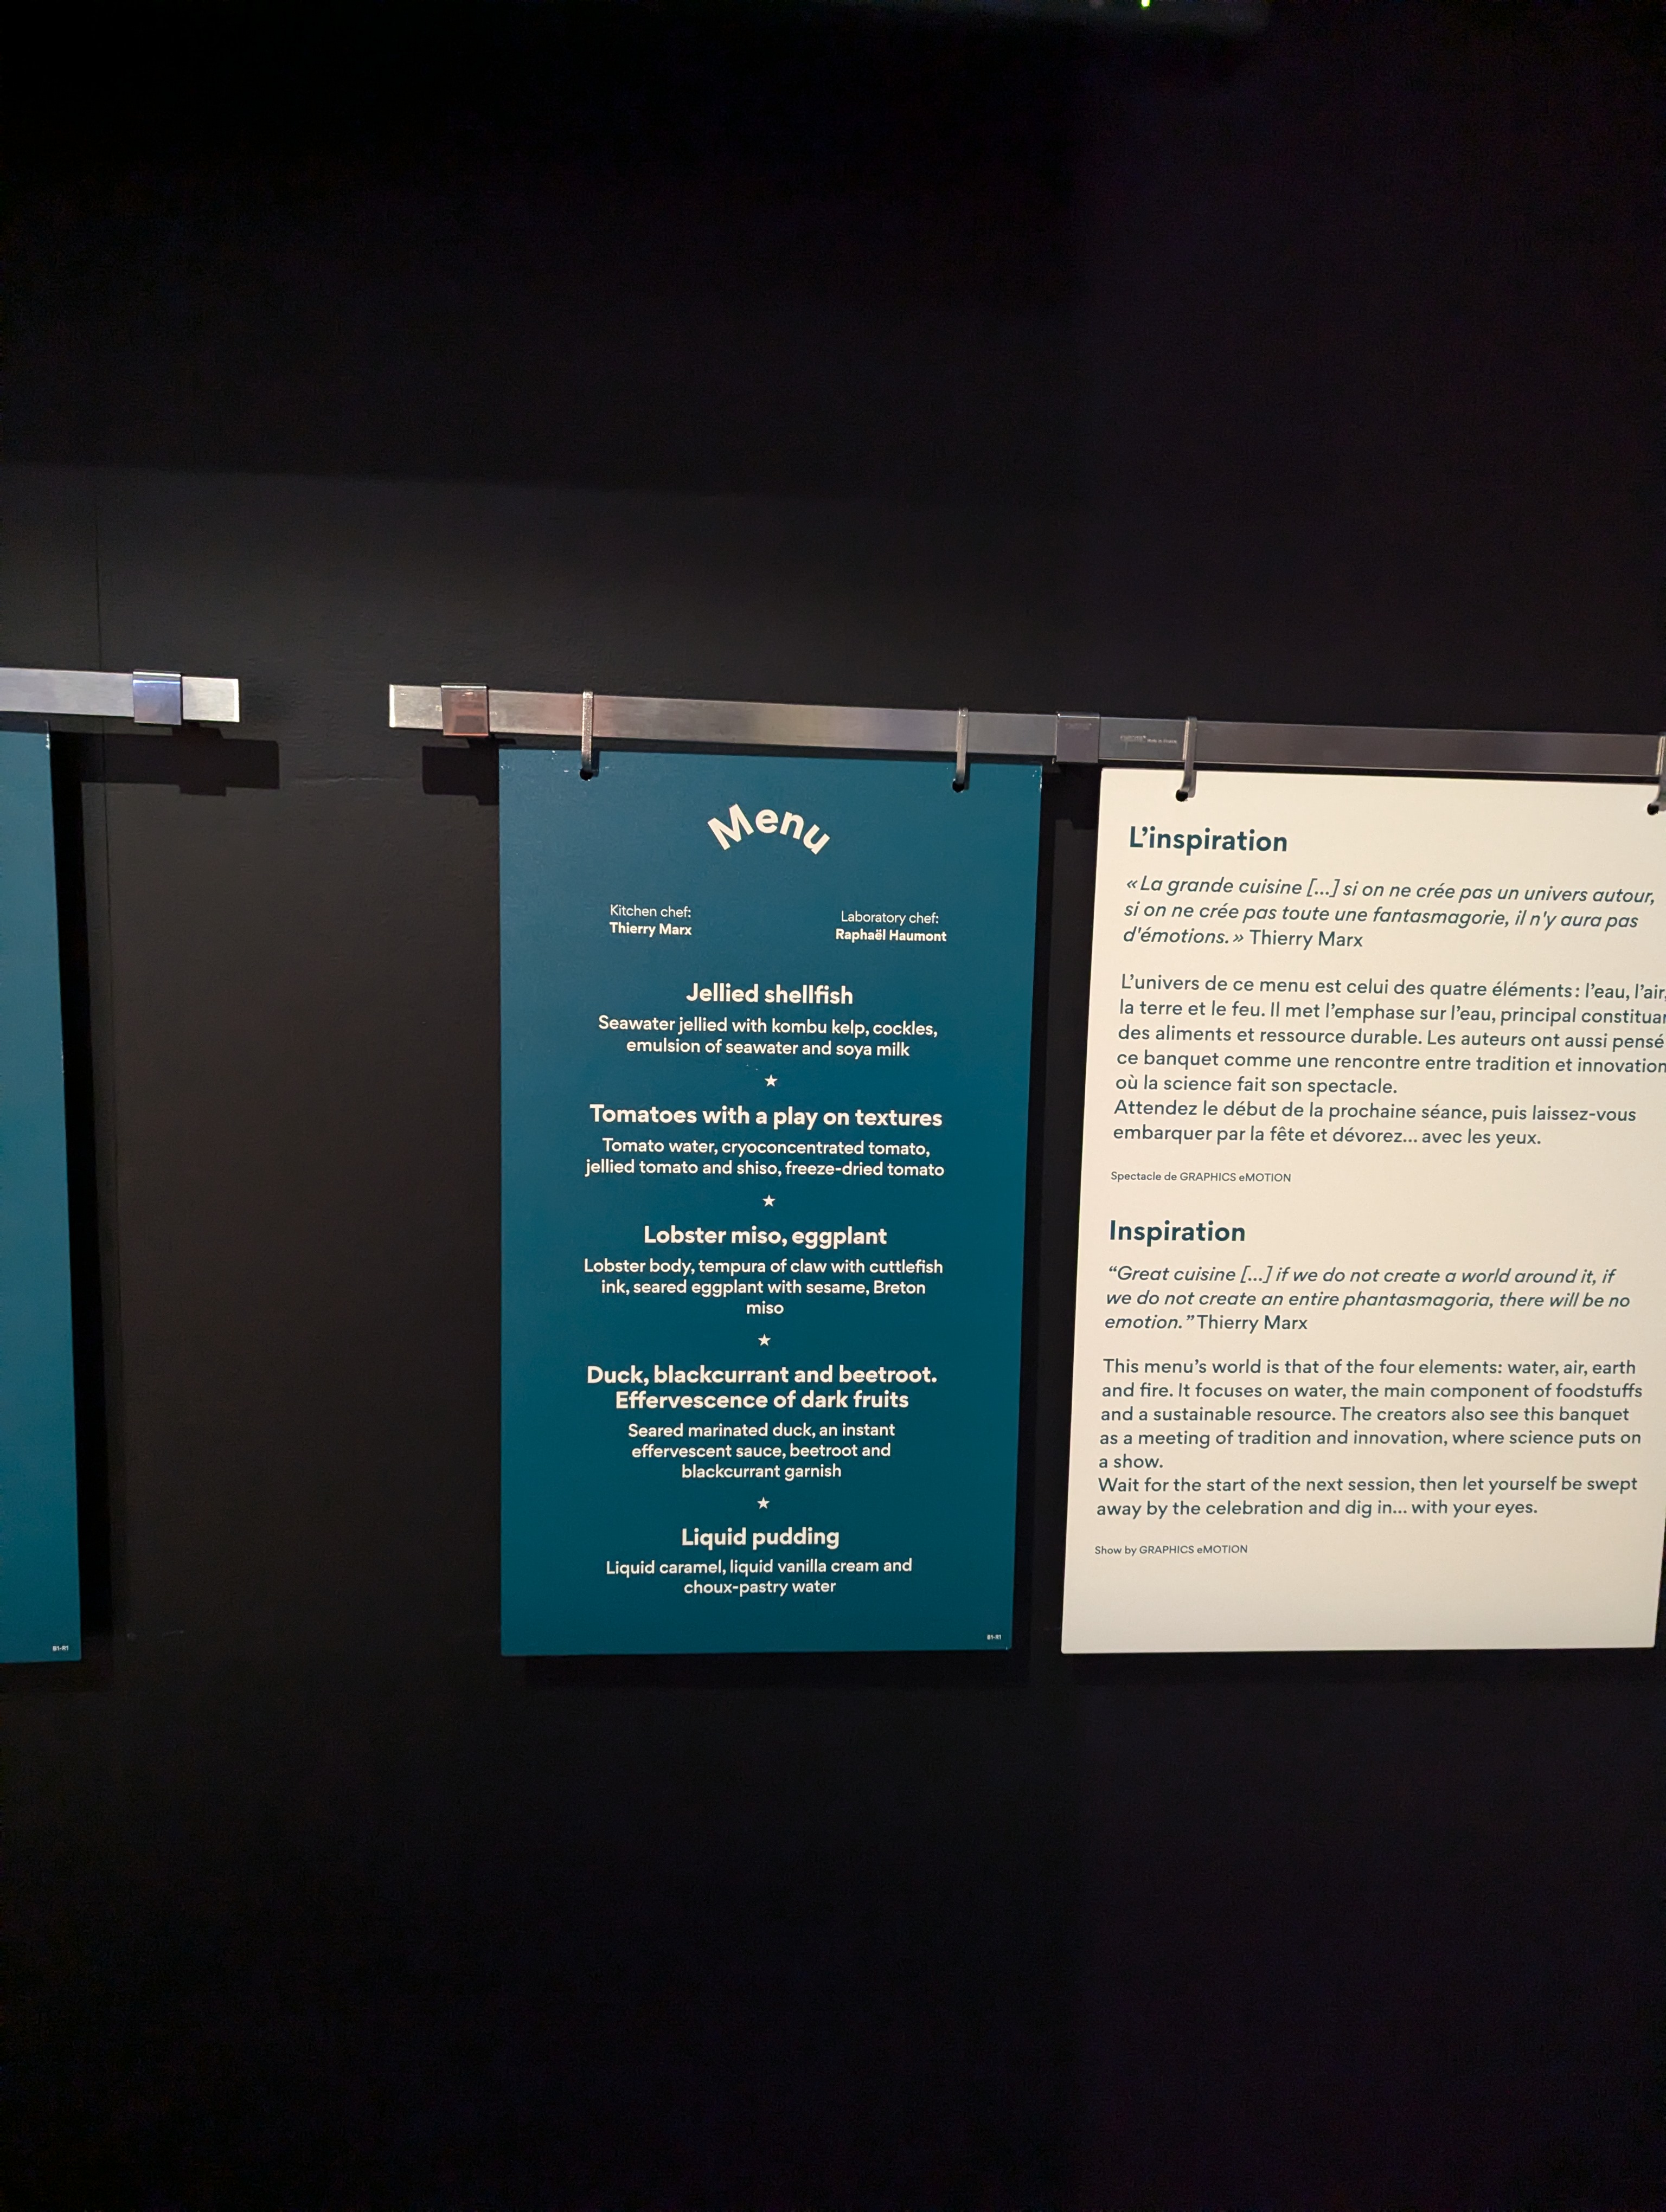 Menu
Kitchen chef:
Thierry Marx
Laboratory chef:
Raphaël Haumont
Jellied shellfish
Seawater jellied with kombu kelp, cockles,
emulsion of seawater and soya milk
Tomatoes with a play on textures
Tomato water, cryoconcentrated tomato,
jellied tomato and shiso, freeze-dried tomato
Lobster miso, eggplant
Lobster body, tempura of claw with cuttlefish
ink, seared eggplant with sesame, Breton
miso
Duck, blackcurrant and beetroot.
Effervescence of dark fruits
Seared marinated duck, an instant
effervescent sauce, beetroot and
blackcurrant garnish
Liquid pudding
Liquid caramel, liquid vanilla cream and
choux-pastry water
B1-R1
L'inspiration
« La grande cuisine [...] si on ne crée pas un univers autour,
si on ne crée pas toute une fantasmagorie, il n'y aura pas
d'émotions. » Thierry Marx
L'univers de ce menu est celui des quatre éléments : l'eau, l'air,
la terre et le feu. Il met l'emphase sur l'eau, principal constituan
des aliments et ressource durable. Les auteurs ont aussi pensé
ce banquet comme une rencontre entre tradition et innovation
où la science fait son spectacle.
Attendez le début de la prochaine séance, puis laissez-vous
embarquer par la fête et dévorez... avec les yeux.
Spectacle de GRAPHICS eMOTION
Inspiration
“Great cuisine [...] if we do not create a world around it, if
we do not create an entire phantasmagoria, there will be no
emotion.” Thierry Marx
This menu's world is that of the four elements: water, air, earth
and fire. It focuses on water, the main component of foodstuffs
and a sustainable resource. The creators also see this banquet
as a meeting of tradition and innovation, where science puts on
a show.
Wait for the start of the next session, then let yourself be swept
away by the celebration and dig in... with your eyes.
Show by GRAPHICS eMOTION
B1-R1